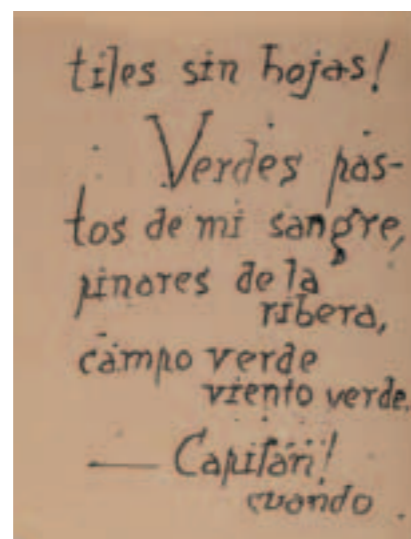 tiles sin hojas!
Verdes pas-
tos de mi sangre,
pinares de la
ribera,
campo verde
viento verde.
— Capitán!
cuando